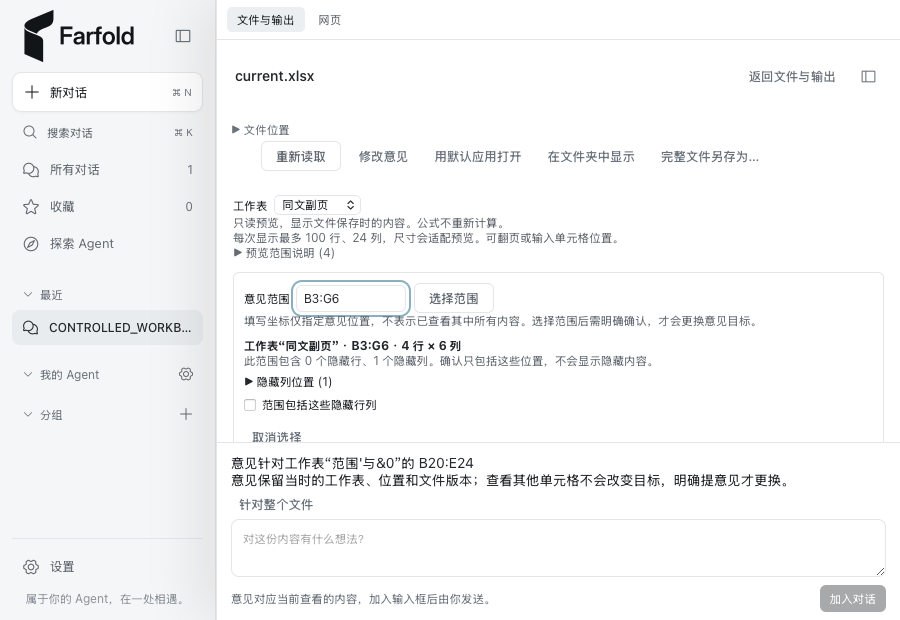 Farfold
新对话 ⌘ N
搜索对话 ⌘ K
所有对话 1
收藏 0
探索 Agent
最近
CONTROLLED_WORKB...
我的 Agent
分组
设置
属于你的 Agent，在一处相遇。
文件与输出 网页
current.xlsx 返回文件与输出
▶ 文件位置
重新读取 修改意见 用默认应用打开 在文件夹中显示 完整文件另存为...
工作表 同文副页
只读预览，显示文件保存时的内容。公式不重新计算。
每次显示最多 100 行、24 列，尺寸会适配预览。可翻页或输入单元格位置。
▶ 预览范围说明 (4)
意见范围 B3:G6 选择范围
填写坐标仅指定意见位置，不表示已查看其中所有内容。选择范围后需明确确认，才会更换意见目标。
工作表“同文副页” · B3:G6 · 4 行 × 6 列
此范围包含 0 个隐藏行、1 个隐藏列。确认只包括这些位置，不会显示隐藏内容。
▶ 隐藏列位置 (1)
范围包括这些隐藏行列
取消选择
意见针对工作表“范围'与&0”的 B20:E24
意见保留当时的工作表、位置和文件版本；查看其他单元格不会改变目标，明确提意见才更换。
针对整个文件
对这份内容有什么想法?
意见对应当前查看的内容，加入输入框后由你发送。 加入对话